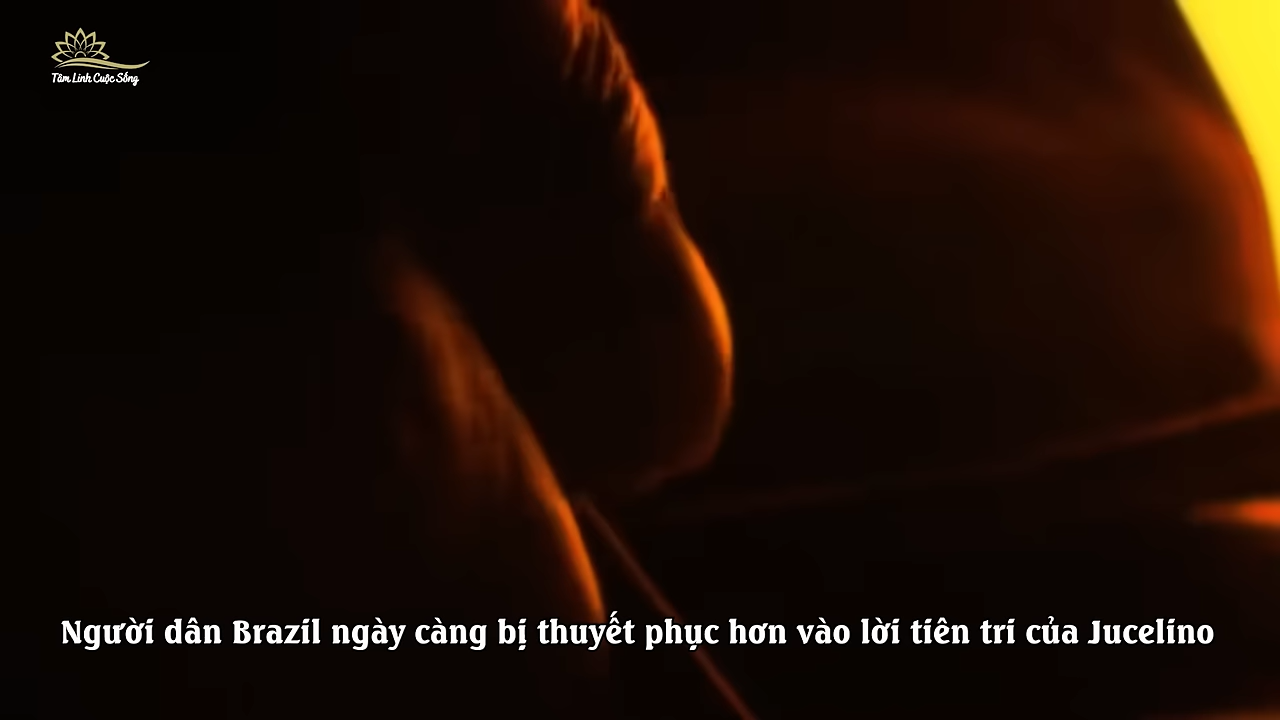 Tâm Linh Cuộc Sống
Người dân Brazil ngày càng bị thuyết phục hơn vào lời tiên tri của Jucelino